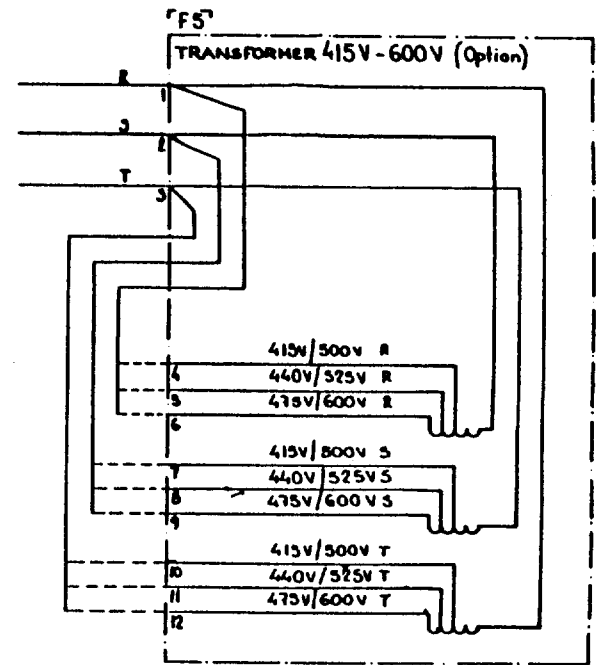 F5
TRANSFORMER 415V-600V (Option)
R
1
S
2
T
3
415V/500V R
4
440V/525V R
5
475V/600V R
6
415V/500V S
7
440V/525V S
8
475V/600V S
9
415V/500V T
10
440V/525V T
11
475V/600V T
12